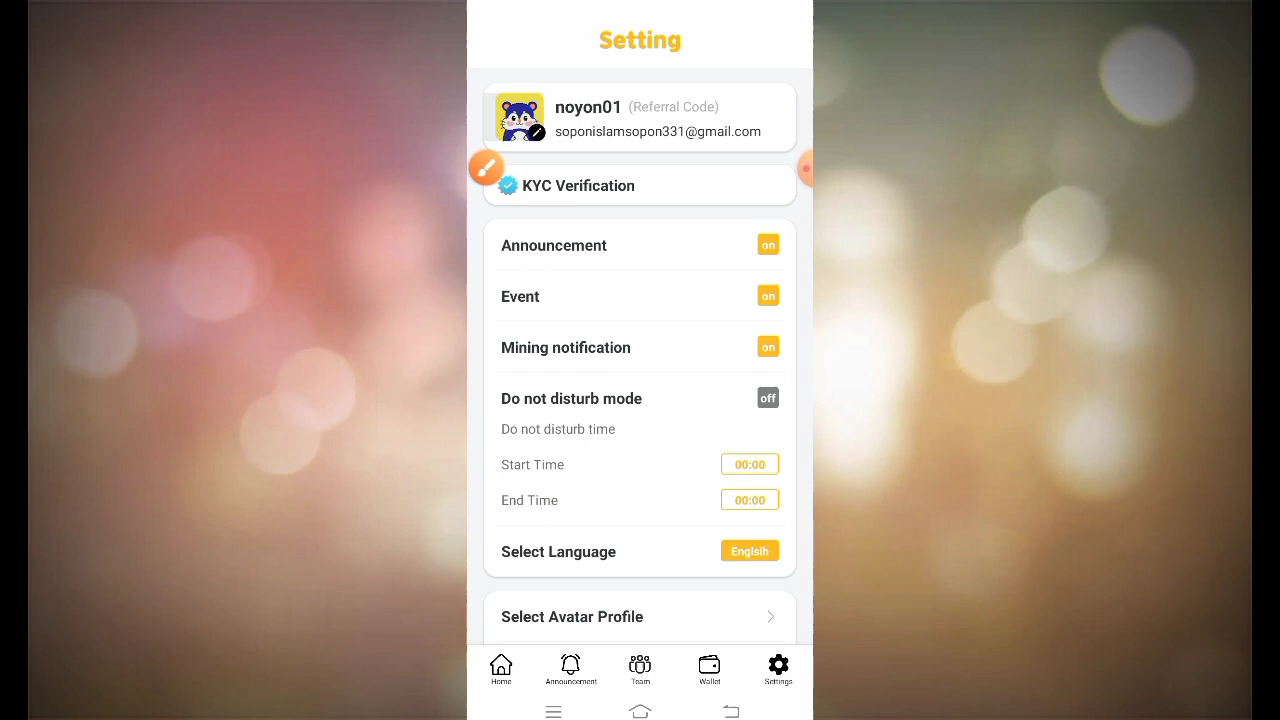 Setting
noyon01 (Referral Code)
soponislamsopon331@gmail.com
KYC Verification
Announcement on
Event on
Mining notification on
Do not disturb mode off
Do not disturb time
Start Time 00:00
End Time 00:00
Select Language Englsih
Select Avatar Profile
Home Announcement Team Wallet Settings